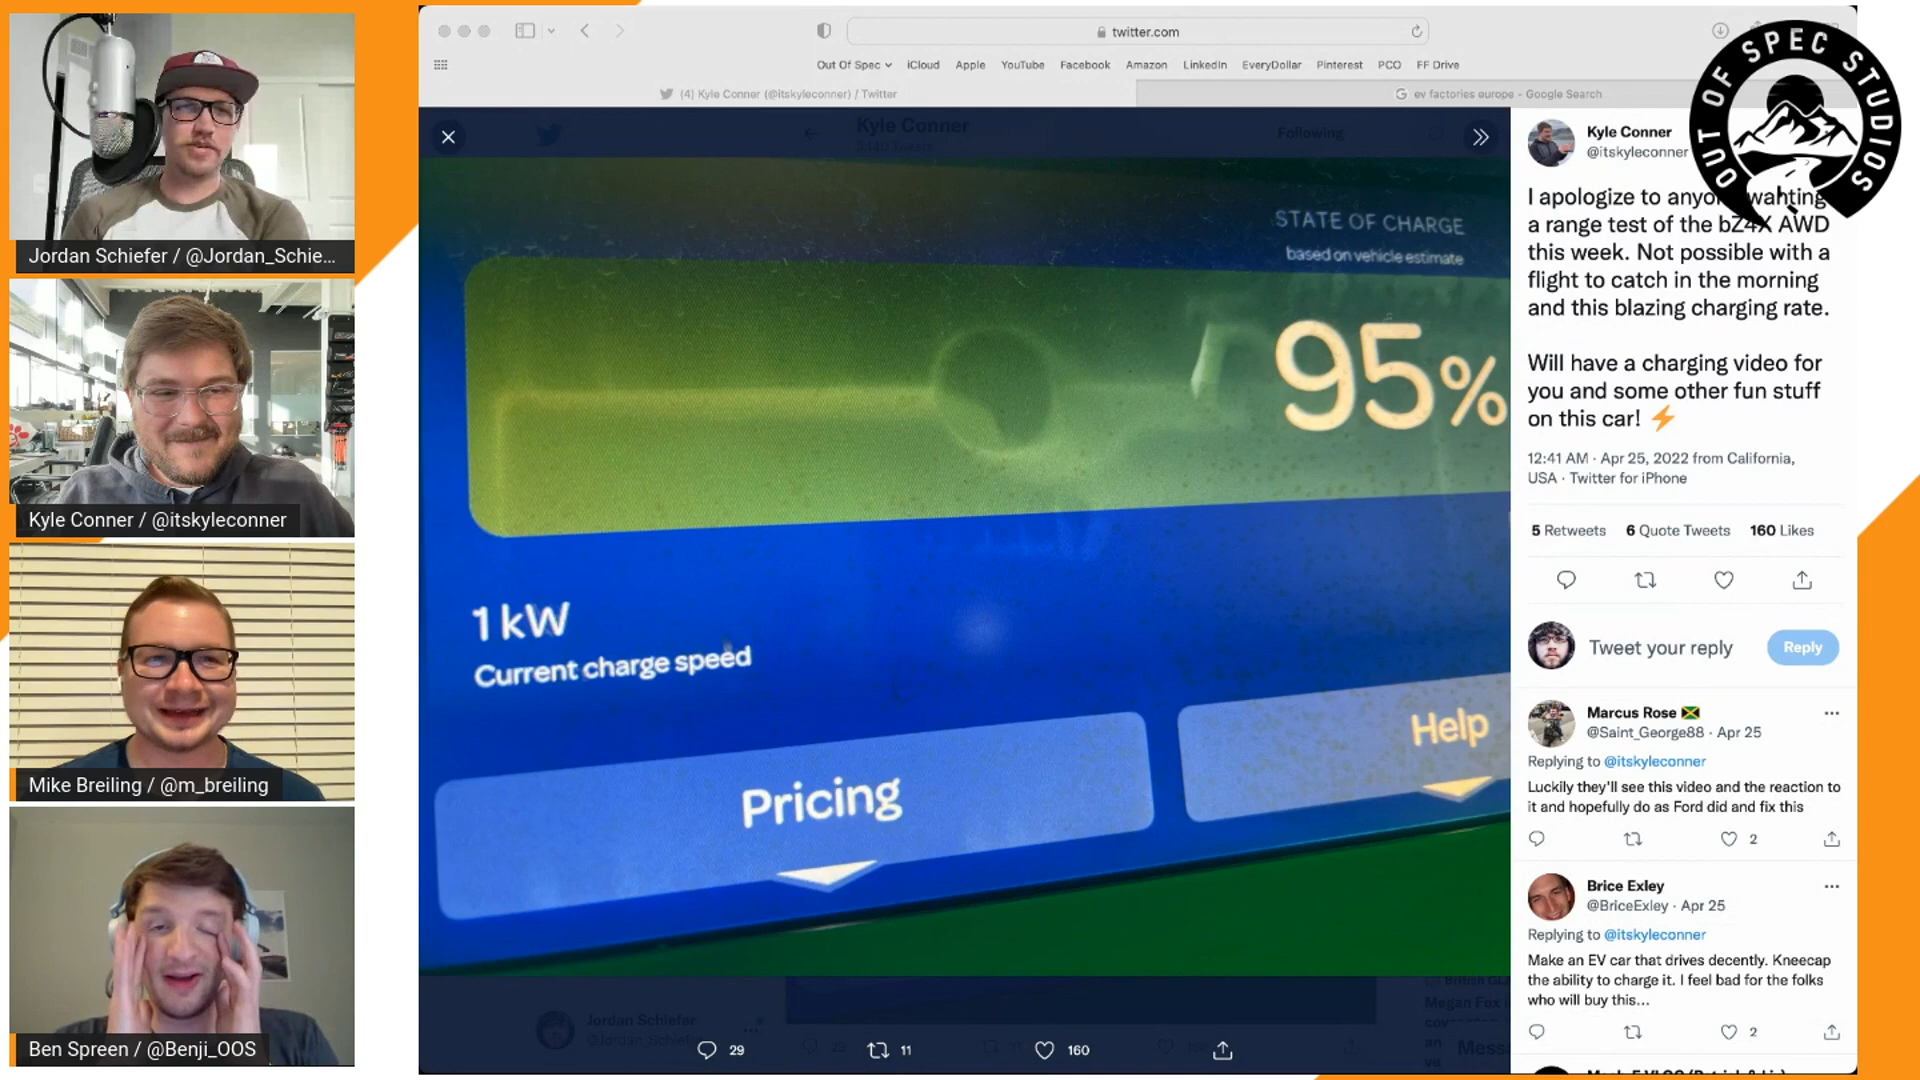 Jordan Schiefer / @Jordan_Schie...
Kyle Conner / @itskyleconner
Mike Breiling / @m_breiling
Ben Spreen / @Benji_OOS
twitter.com
Out Of Spec
iCloud
Apple
YouTube
Facebook
Amazon
LinkedIn
EveryDollar
Pinterest
PCO
FF Drive
(4) Kyle Conner (@itskyleconner) / Twitter
ev factories europe - Google Search
OUT OF SPEC STUDIOS
Kyle Conner
Following
STATE OF CHARGE
based on vehicle estimate
95%
1 kW
Current charge speed
Pricing
Help
Jordan Schiefer
29
11
160
Kyle Conner
@itskyleconner
I apologize to wanting
a range test of the bZ4X AWD
this week. Not possible with a
flight to catch in the morning
and this blazing charging rate.
Will have a charging video for
you and some other fun stuff
on this car! ⚡
12:41 AM · Apr 25, 2022 from California,
USA · Twitter for iPhone
5 Retweets 6 Quote Tweets 160 Likes
Tweet your reply
Reply
Marcus Rose 🇯🇲
@Saint_George88 · Apr 25
Replying to @itskyleconner
Luckily they'll see this video and the reaction to
it and hopefully do as Ford did and fix this
2
Brice Exley
@BriceExley · Apr 25
Replying to @itskyleconner
Make an EV car that drives decently. Kneecap
the ability to charge it. I feel bad for the folks
who will buy this...
2